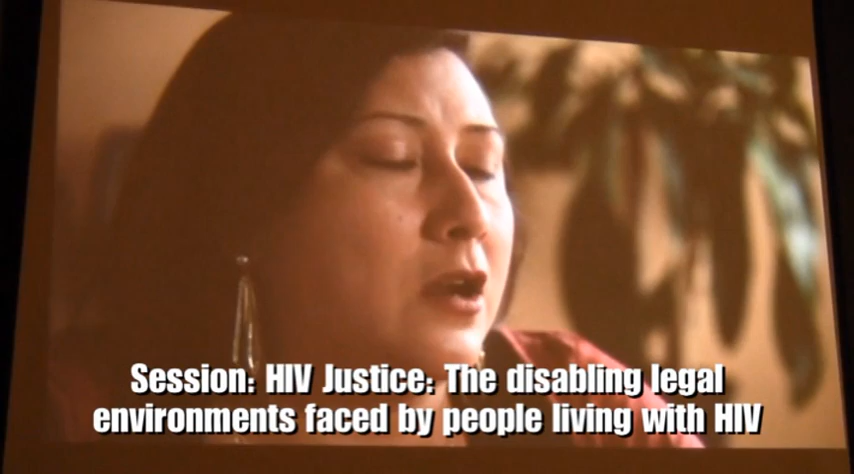 Session: HIV Justice: The disabling legal
environments faced by people living with HIV